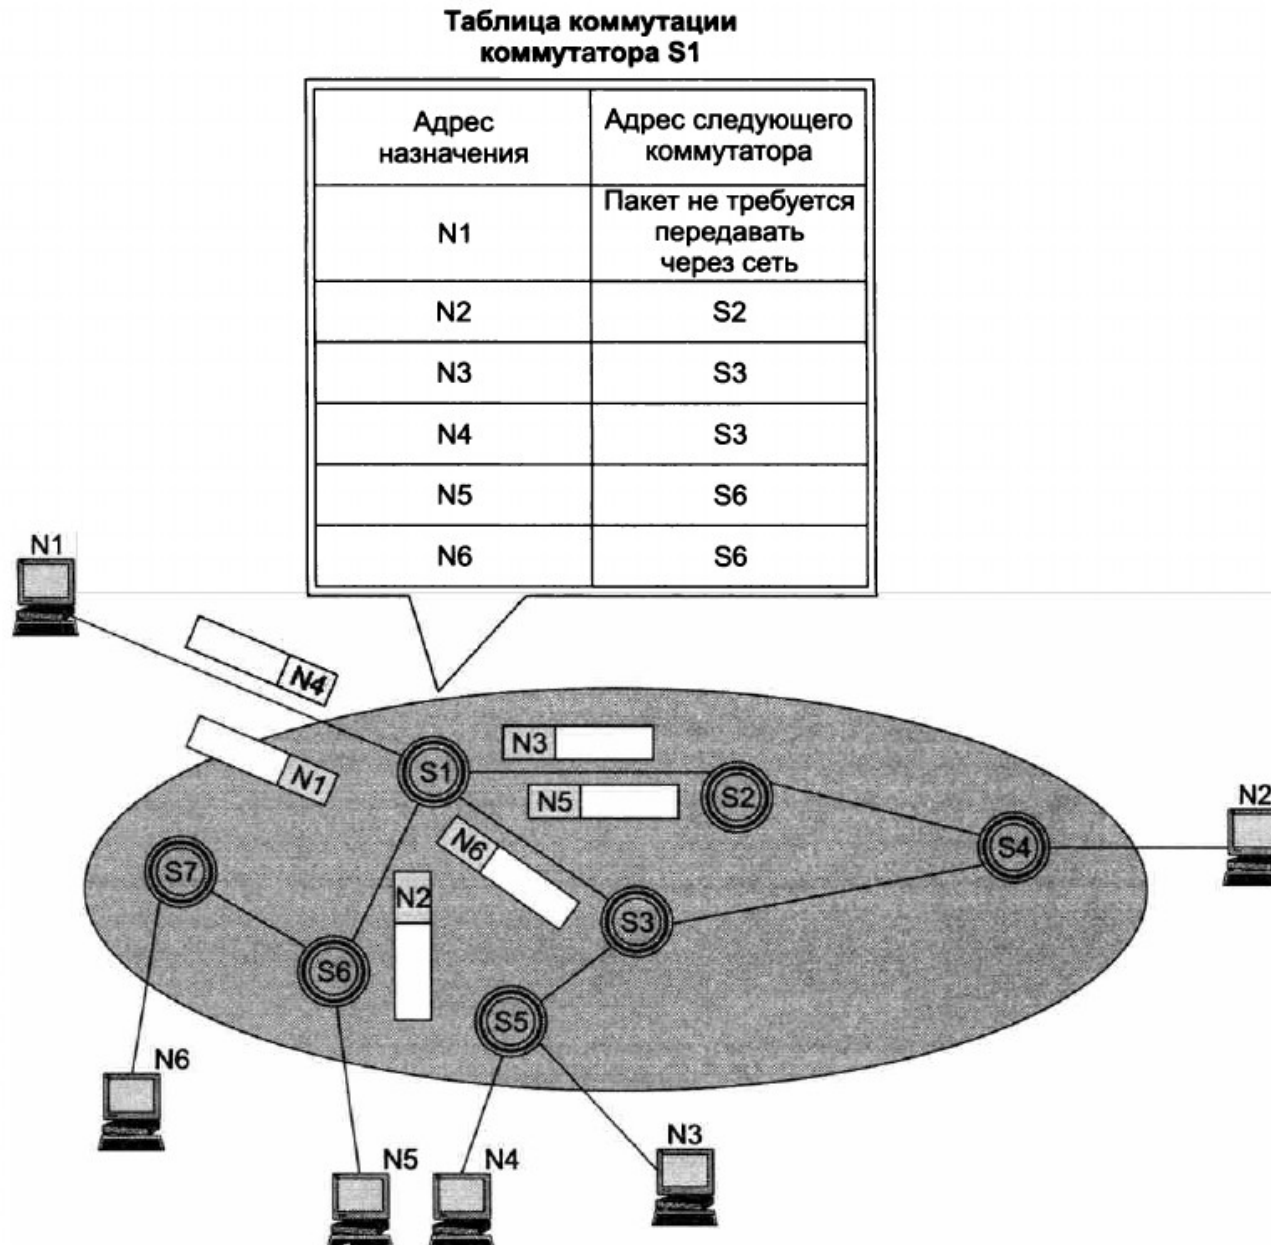 Таблица коммутации
коммутатора S1
Адрес
назначения
Адрес следующего
коммутатора
N1
Пакет не требуется
передавать
через сеть
N2
S2
N3
S3
N4
S3
N5
S6
N6
S6
N1
N4
N1
S1
N3
N5
S2
N6
N2
S4
N2
S7
S3
S6
S5
N6
N5
N4
N3